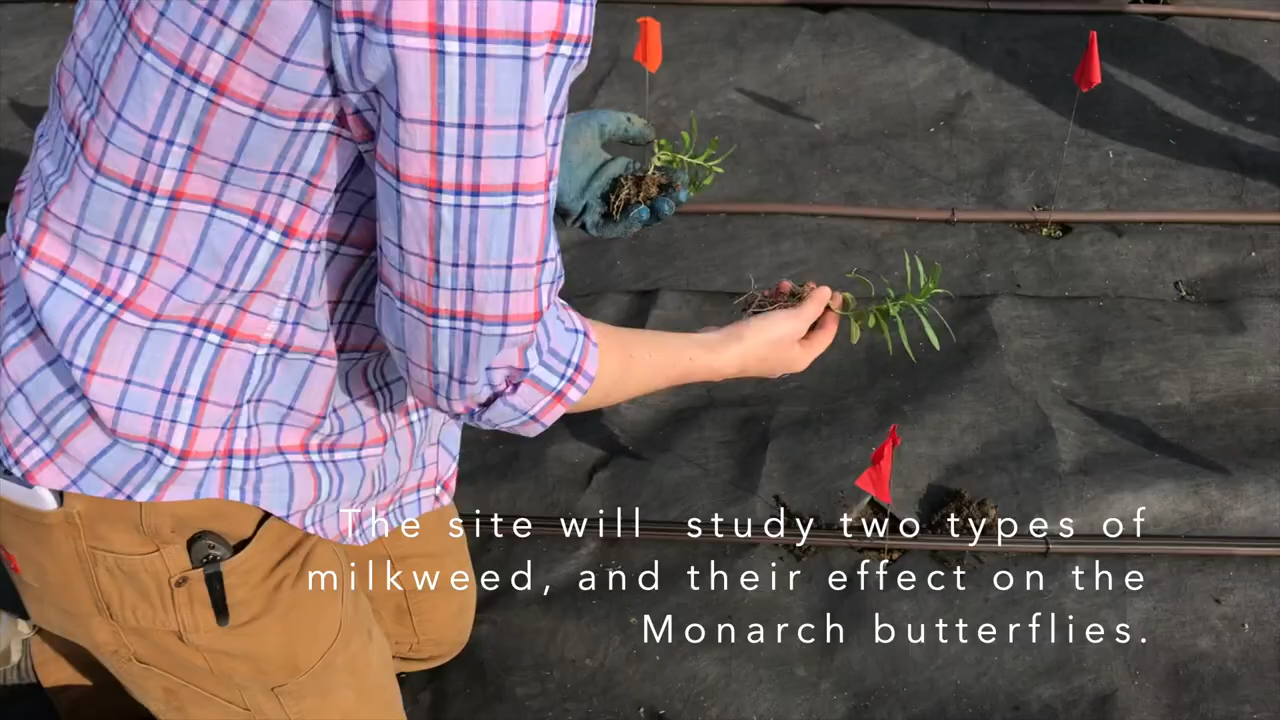 The site will  study two types of
milkweed, and their effect on the
Monarch butterflies.